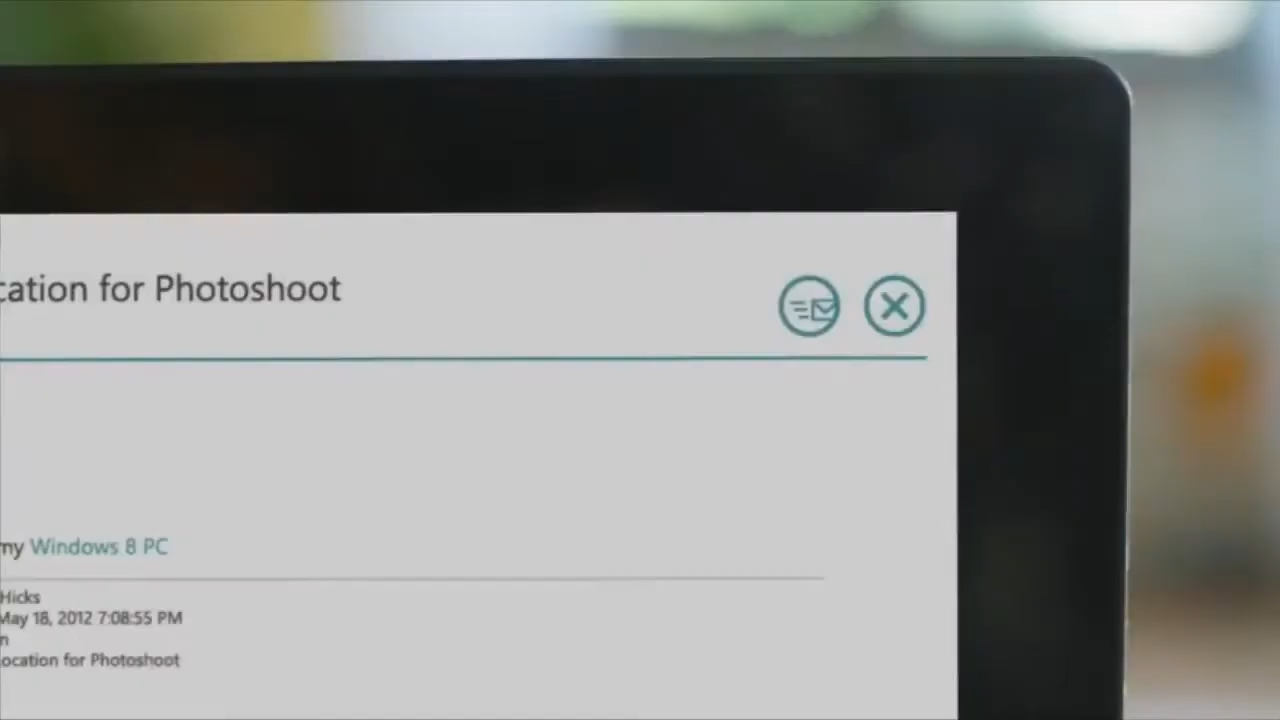 cation for Photoshoot
my Windows 8 PC
Hicks
May 18, 2012 7:08:55 PM
n
ocation for Photoshoot